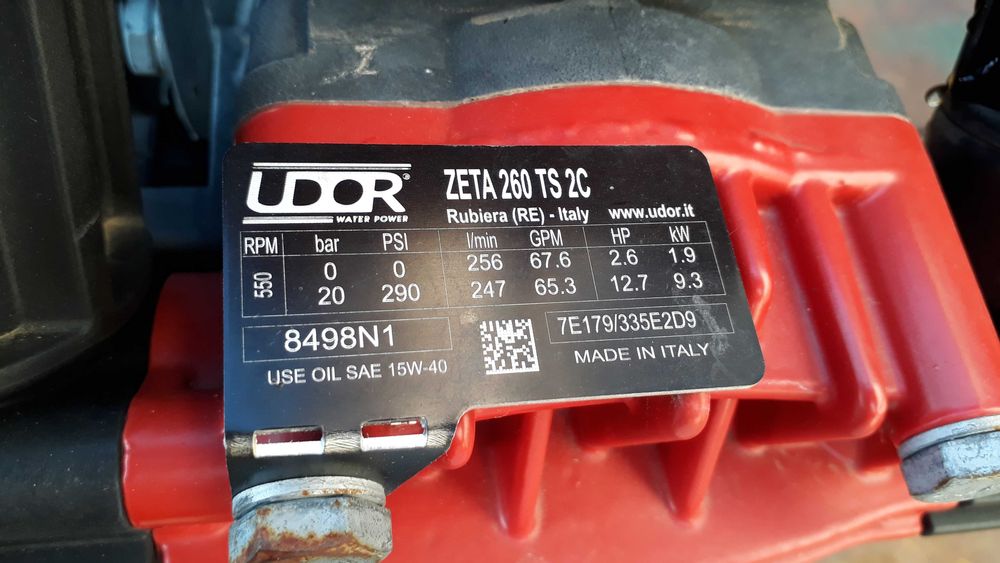 UDOR®
WATER POWER
ZETA 260 TS 2C
Rubiera (RE) - Italy www.udor.it
RPM bar PSI l/min GPM HP kW
550 0 0 256 67.6 2.6 1.9
20 290 247 65.3 12.7 9.3
8498N1
7E179/335E2D9
USE OIL SAE 15W-40
MADE IN ITALY